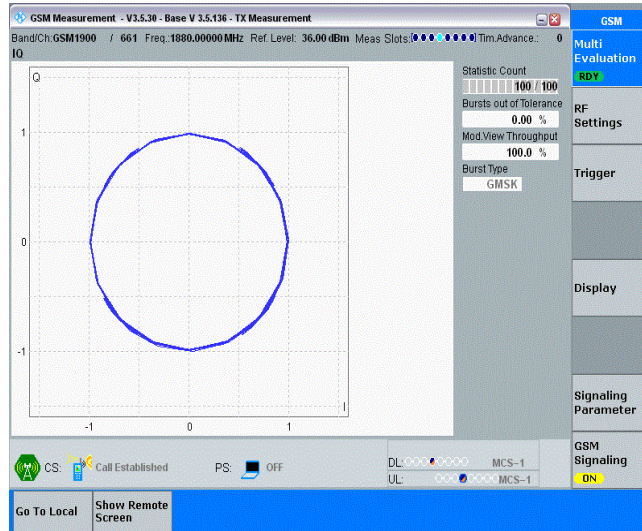 GSM Measurement - V3.5.30 - Base V 3.5.136 - TX Measurement
GSM
Band/Ch:GSM1900 / 661 Freq.:1880.00000 MHz Ref. Level: 36.00 dBm Meas Slots: Tim.Advance.: 0
IQ
Multi
Evaluation
RDY
Q
1
0
-1
-1 0 1
I
Statistic Count
100 / 100
Bursts out of Tolerance
0.00 %
Mod.View Throughput
100.0 %
Burst Type
GMSK
RF
Settings
Trigger
Display
Signaling
Parameter
GSM
Signaling
ON
CS: Call Established PS: OFF
DL: MCS-1
UL: MCS-1
Go To Local
Show Remote
Screen